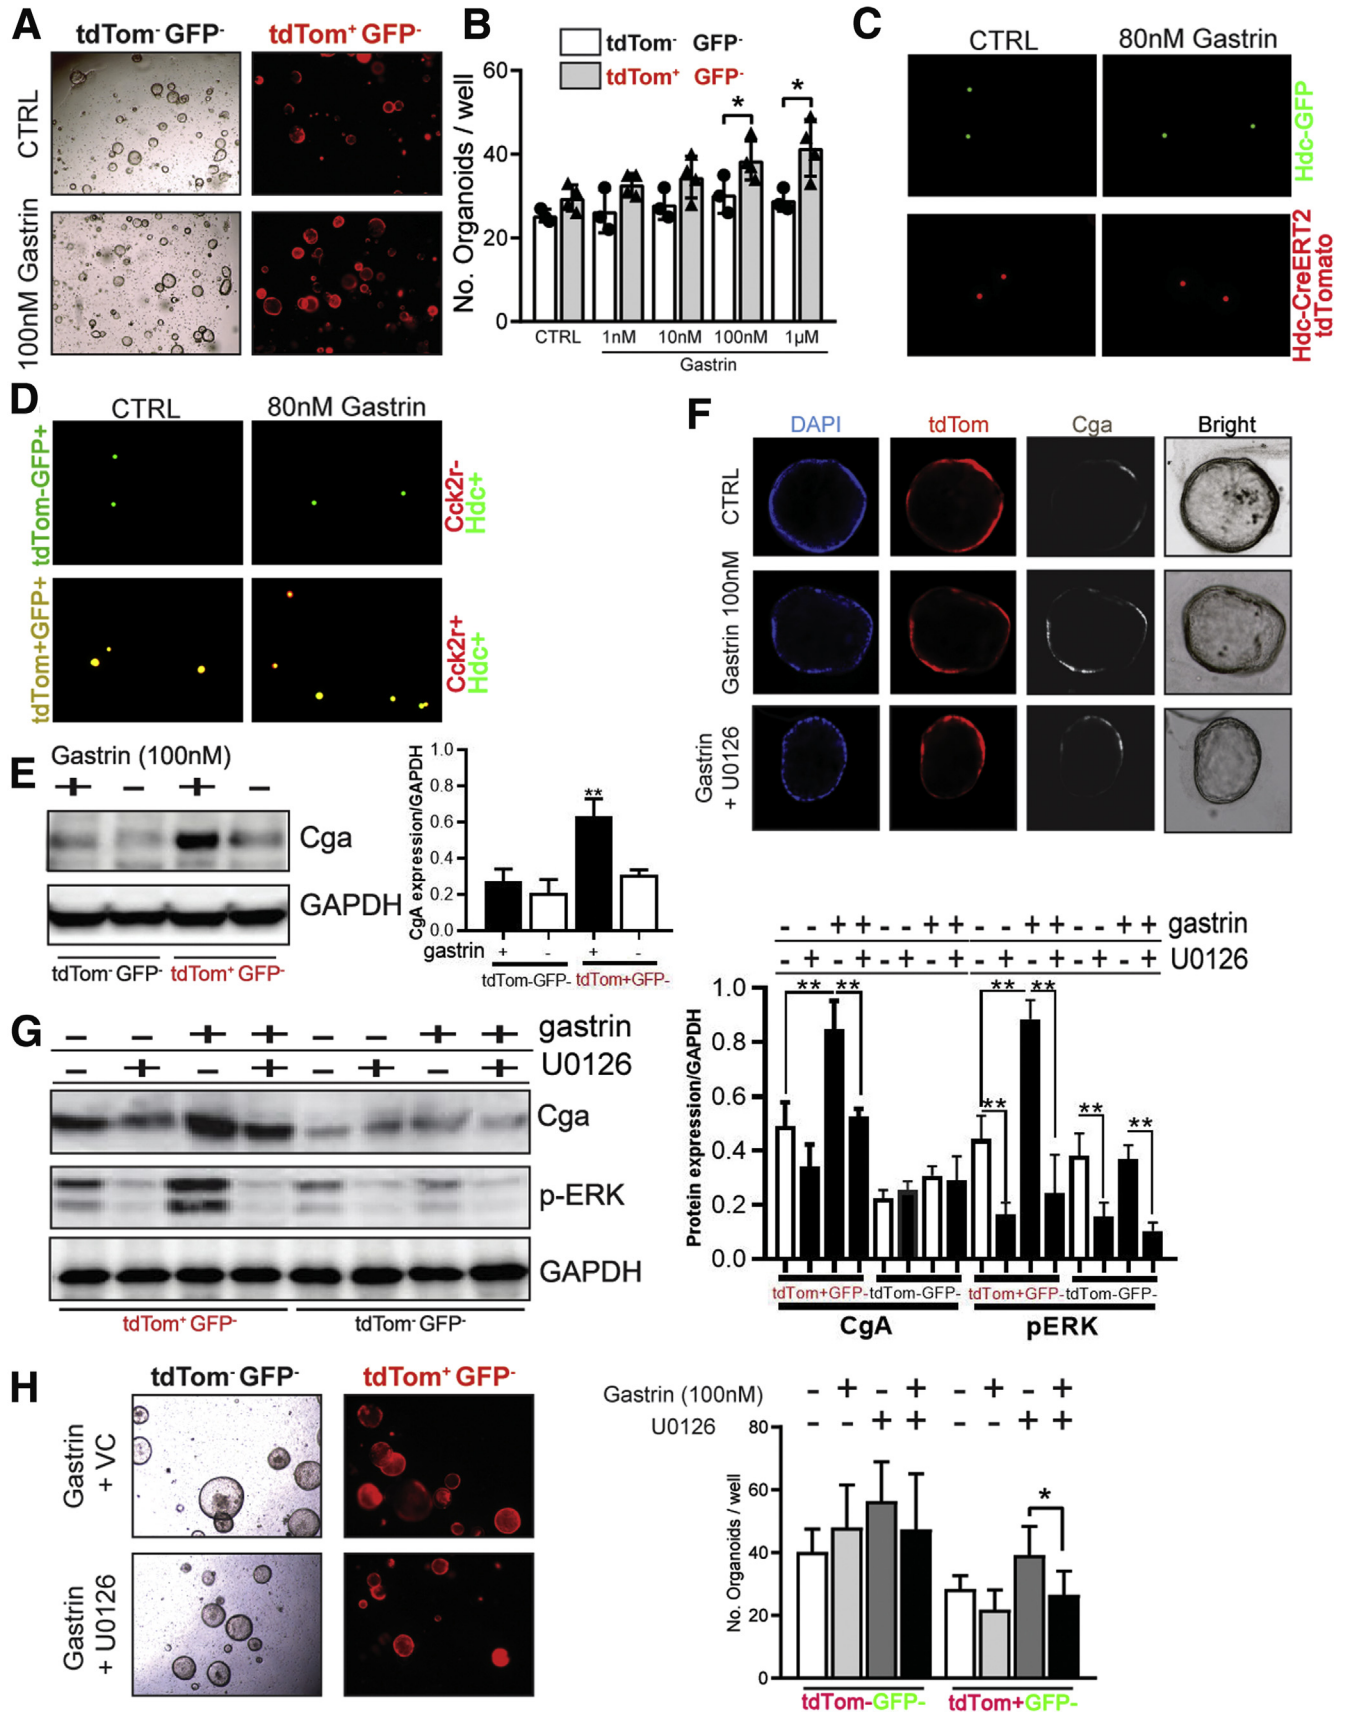 A
tdTom- GFP-
tdTom+ GFP-
CTRL
100nM Gastrin
B
tdTom- GFP-
tdTom+ GFP-
No. Organoids / well
60
40
20
0
*
*
CTRL
1nM
10nM
100nM
1µM
Gastrin
C
CTRL
80nM Gastrin
Hdc-GFP
Hdc-CreERT2
tdTomato
D
CTRL
80nM Gastrin
tdTom-GFP+
Cck2r-
Hdc+
tdTom+GFP+
Cck2r+
Hdc+
E
Gastrin (100nM)
+ - + -
Cga
GAPDH
tdTom- GFP-
tdTom+ GFP-
CgA expression/GAPDH
1.0
0.8
0.6
0.4
0.2
0.0
**
gastrin + - + -
tdTom-GFP-
tdTom+GFP-
F
DAPI
tdTom
Cga
Bright
CTRL
Gastrin 100nM
Gastrin
+ U0126
G
- - + + - - + + gastrin
- + - + - + - + U0126
Cga
p-ERK
GAPDH
tdTom+ GFP-
tdTom- GFP-
- - + + - - + + - - + + - - + + gastrin
- + - + - + - + - + - + - + - + U0126
Protein expression/GAPDH
1.0
0.8
0.6
0.4
0.2
0.0
** **
** **
**
**
**
tdTom+GFP-
tdTom-GFP-
tdTom+GFP-
tdTom-GFP-
CgA
pERK
H
tdTom- GFP-
tdTom+ GFP-
Gastrin
+ VC
Gastrin
+ U0126
Gastrin (100nM) - + - + - + - +
U0126 - - + + - - + +
No. Organoids / well
80
60
40
20
0
*
tdTom-GFP-
tdTom+GFP-